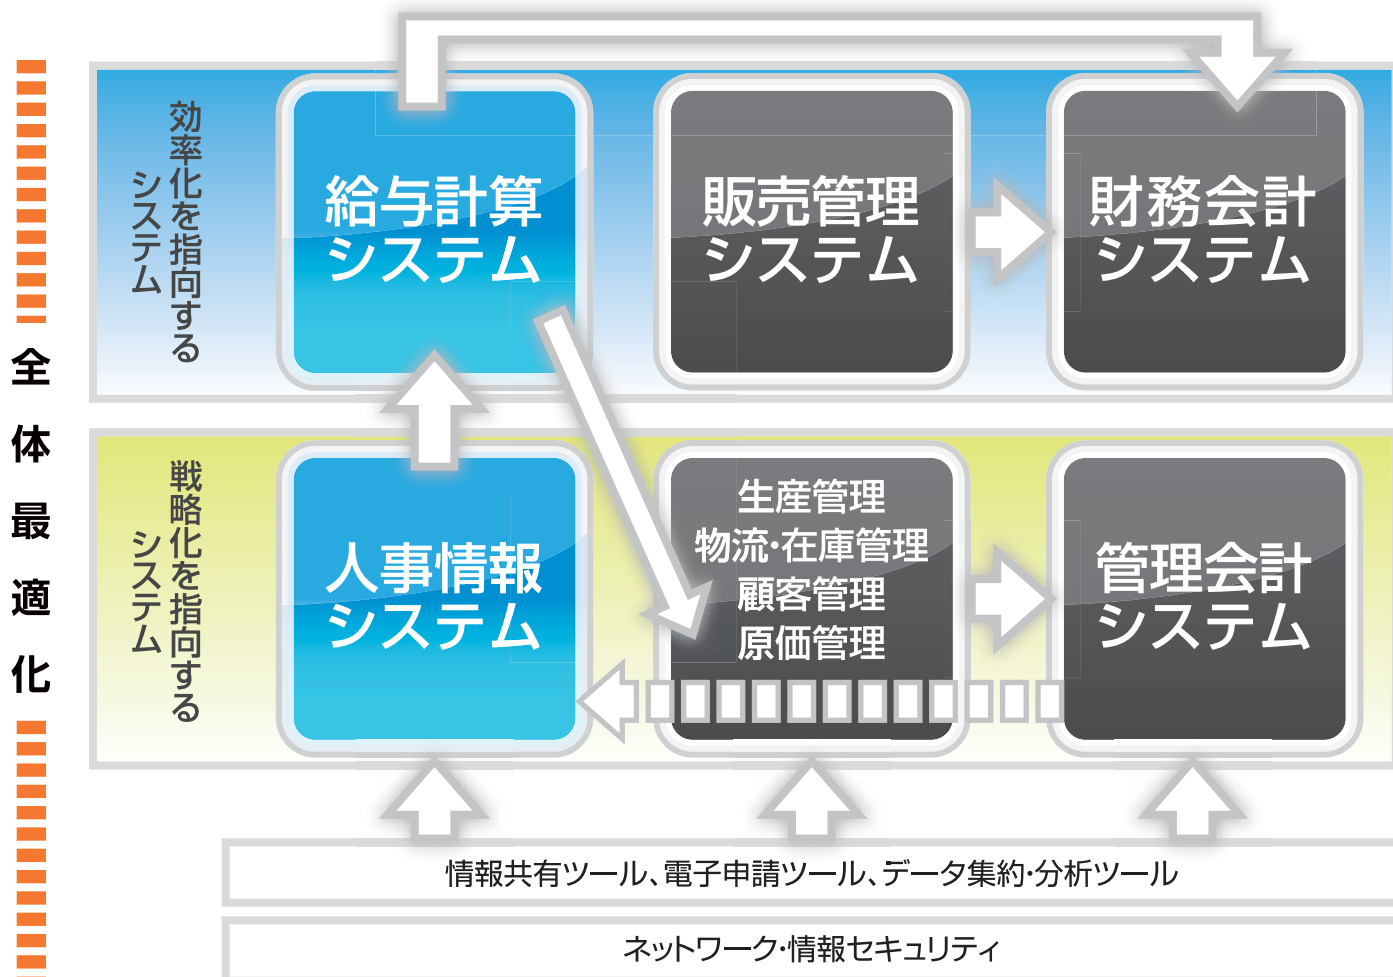 全体最適化
効率化を指向する
システム
給与計算
システム
販売管理
システム
財務会計
システム
戦略化を指向する
システム
人事情報
システム
生産管理
物流・在庫管理
顧客管理
原価管理
管理会計
システム
情報共有ツール、電子申請ツール、データ集約・分析ツール
ネットワーク・情報セキュリティ